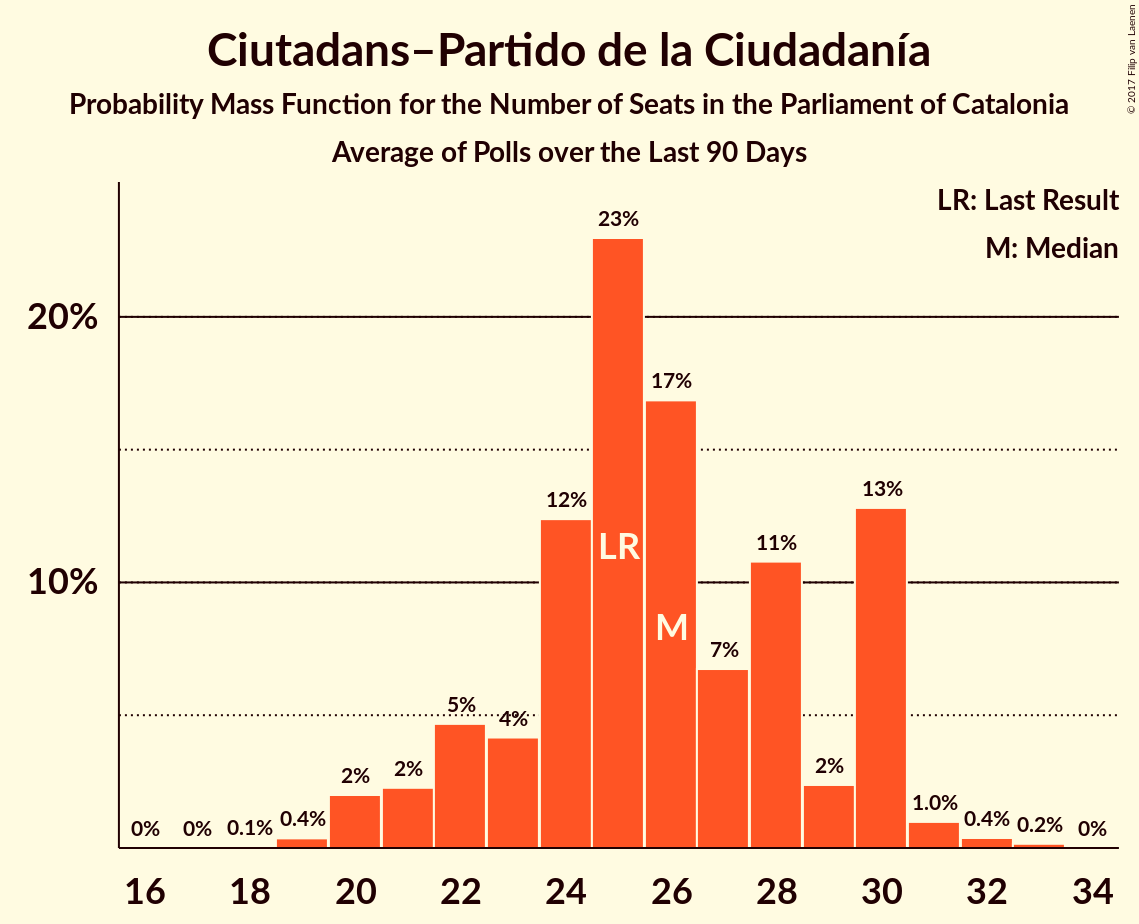 Ciutadans–Partido de la Ciudadanía
Probability Mass Function for the Number of Seats in the Parliament of Catalonia
Average of Polls over the Last 90 Days
© 2017 Filip van Laenen
LR: Last Result
M: Median
20%
10%
0% 0% 0.1% 0.4% 2% 2% 5% 4% 12% 23% 17% 7% 11% 2% 13% 1.0% 0.4% 0.2% 0%
LR
M
16 18 20 22 24 26 28 30 32 34